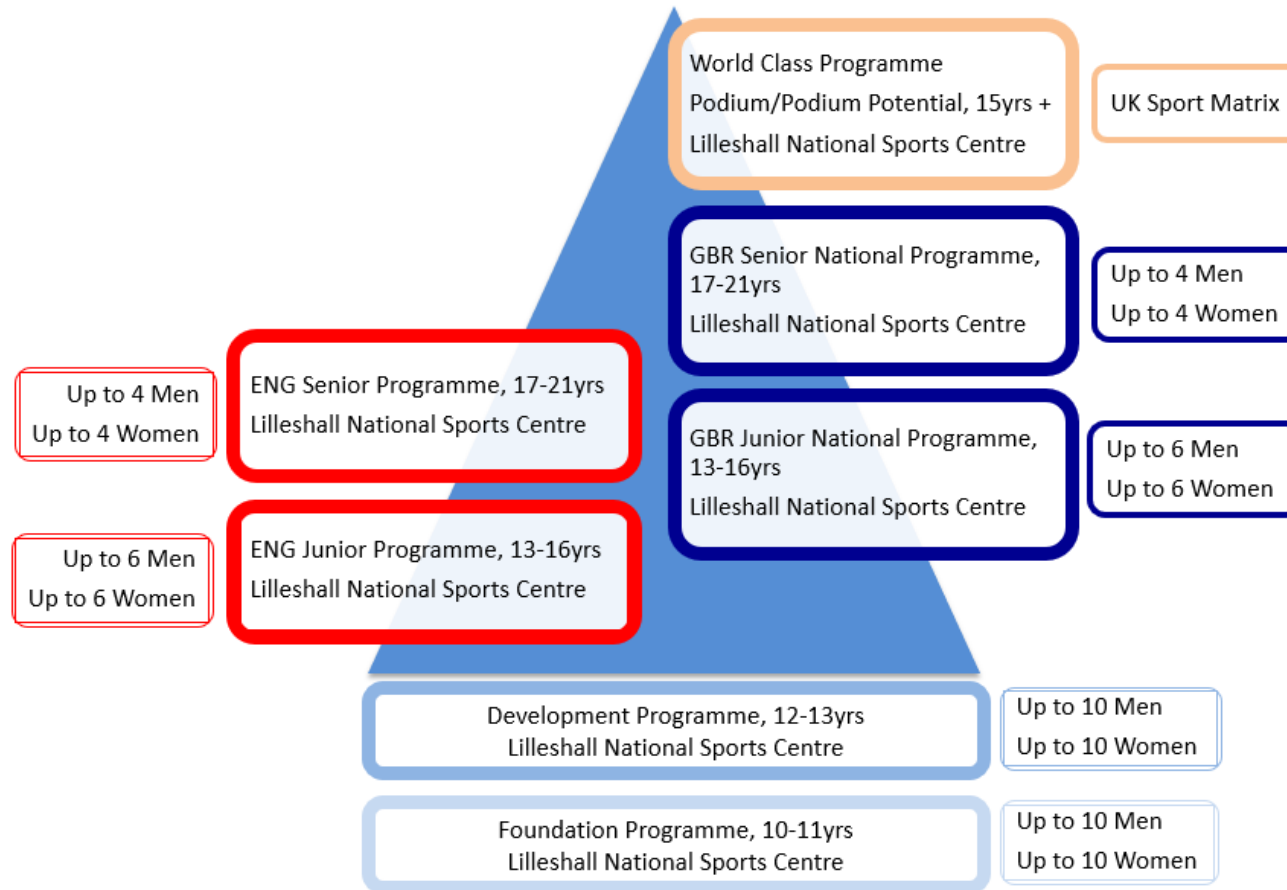 World Class Programme
Podium/Podium Potential, 15yrs +
Lilleshall National Sports Centre
UK Sport Matrix
GBR Senior National Programme,
17-21yrs
Lilleshall National Sports Centre
Up to 4 Men
Up to 4 Women
ENG Senior Programme, 17-21yrs
Lilleshall National Sports Centre
Up to 4 Men
Up to 4 Women
GBR Junior National Programme,
13-16yrs
Lilleshall National Sports Centre
Up to 6 Men
Up to 6 Women
ENG Junior Programme, 13-16yrs
Lilleshall National Sports Centre
Up to 6 Men
Up to 6 Women
Development Programme, 12-13yrs
Lilleshall National Sports Centre
Up to 10 Men
Up to 10 Women
Foundation Programme, 10-11yrs
Lilleshall National Sports Centre
Up to 10 Men
Up to 10 Women